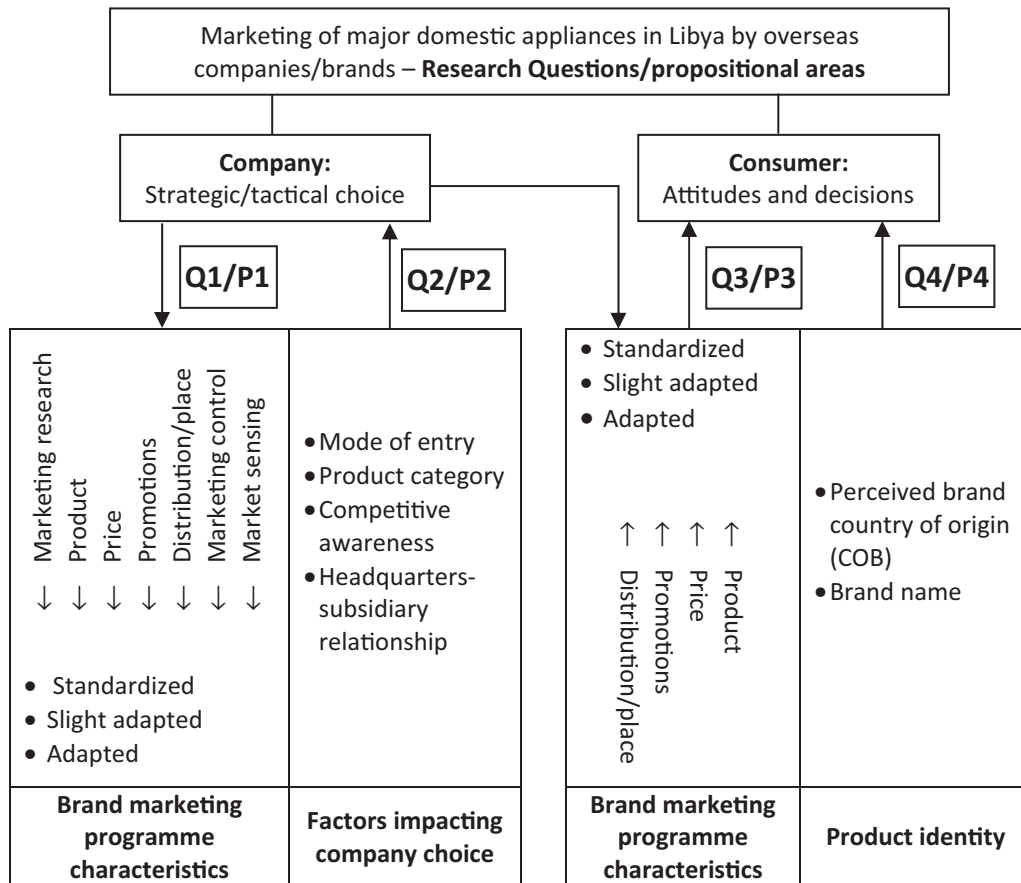 Marketing of major domestic appliances in Libya by overseas
companies/brands – Research Questions/propositional areas
Company:
Strategic/tactical choice
Consumer:
Attitudes and decisions
Q1/P1
Q2/P2
Q3/P3
Q4/P4
Marketing research
Product
Price
Promotions
Distribution/place
Marketing control
Market sensing
• Standardized
• Slight adapted
• Adapted
•Mode of entry
•Product category
•Competitive
awareness
•Headquarters-
subsidiary
relationship
• Standardized
• Slight adapted
• Adapted
Distribution/place
Promotions
Price
Product
•Perceived brand
country of origin
(COB)
•Brand name
Brand marketing
programme
characteristics
Factors impacting
company choice
Brand marketing
programme
characteristics
Product identity